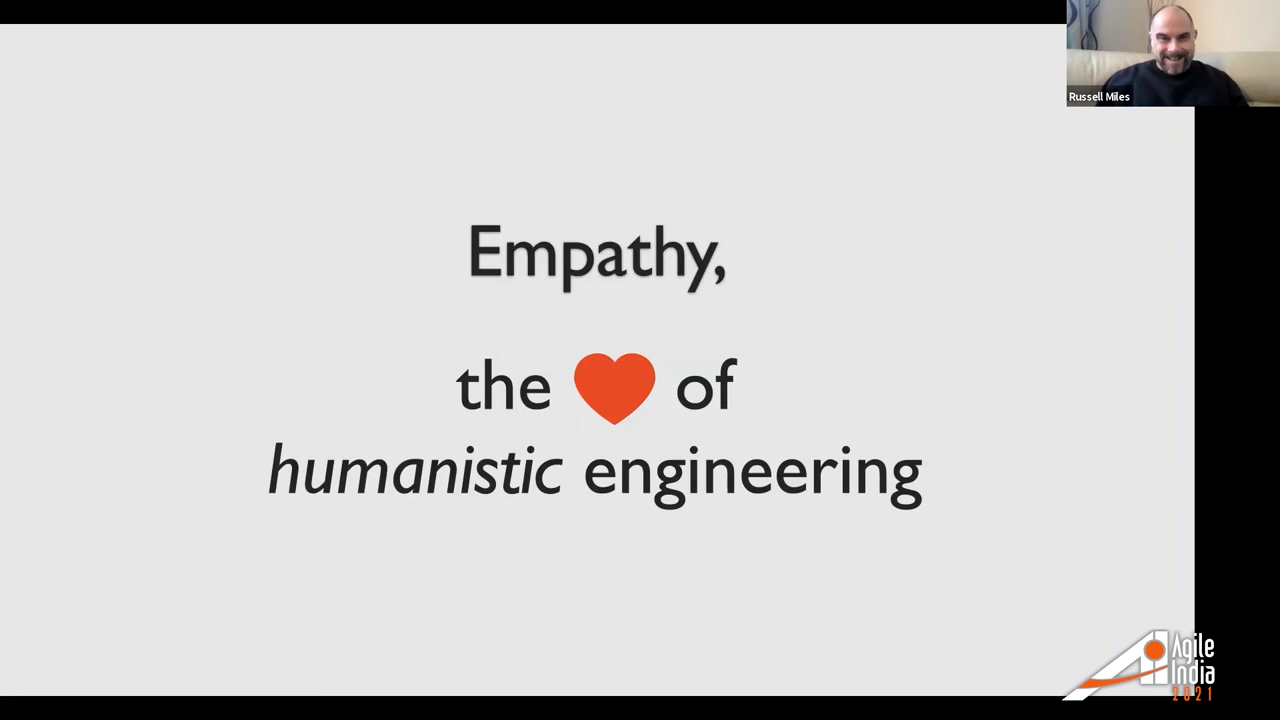 Russell Miles
Empathy,
the ❤ of
humanistic engineering
Agile
India
2021